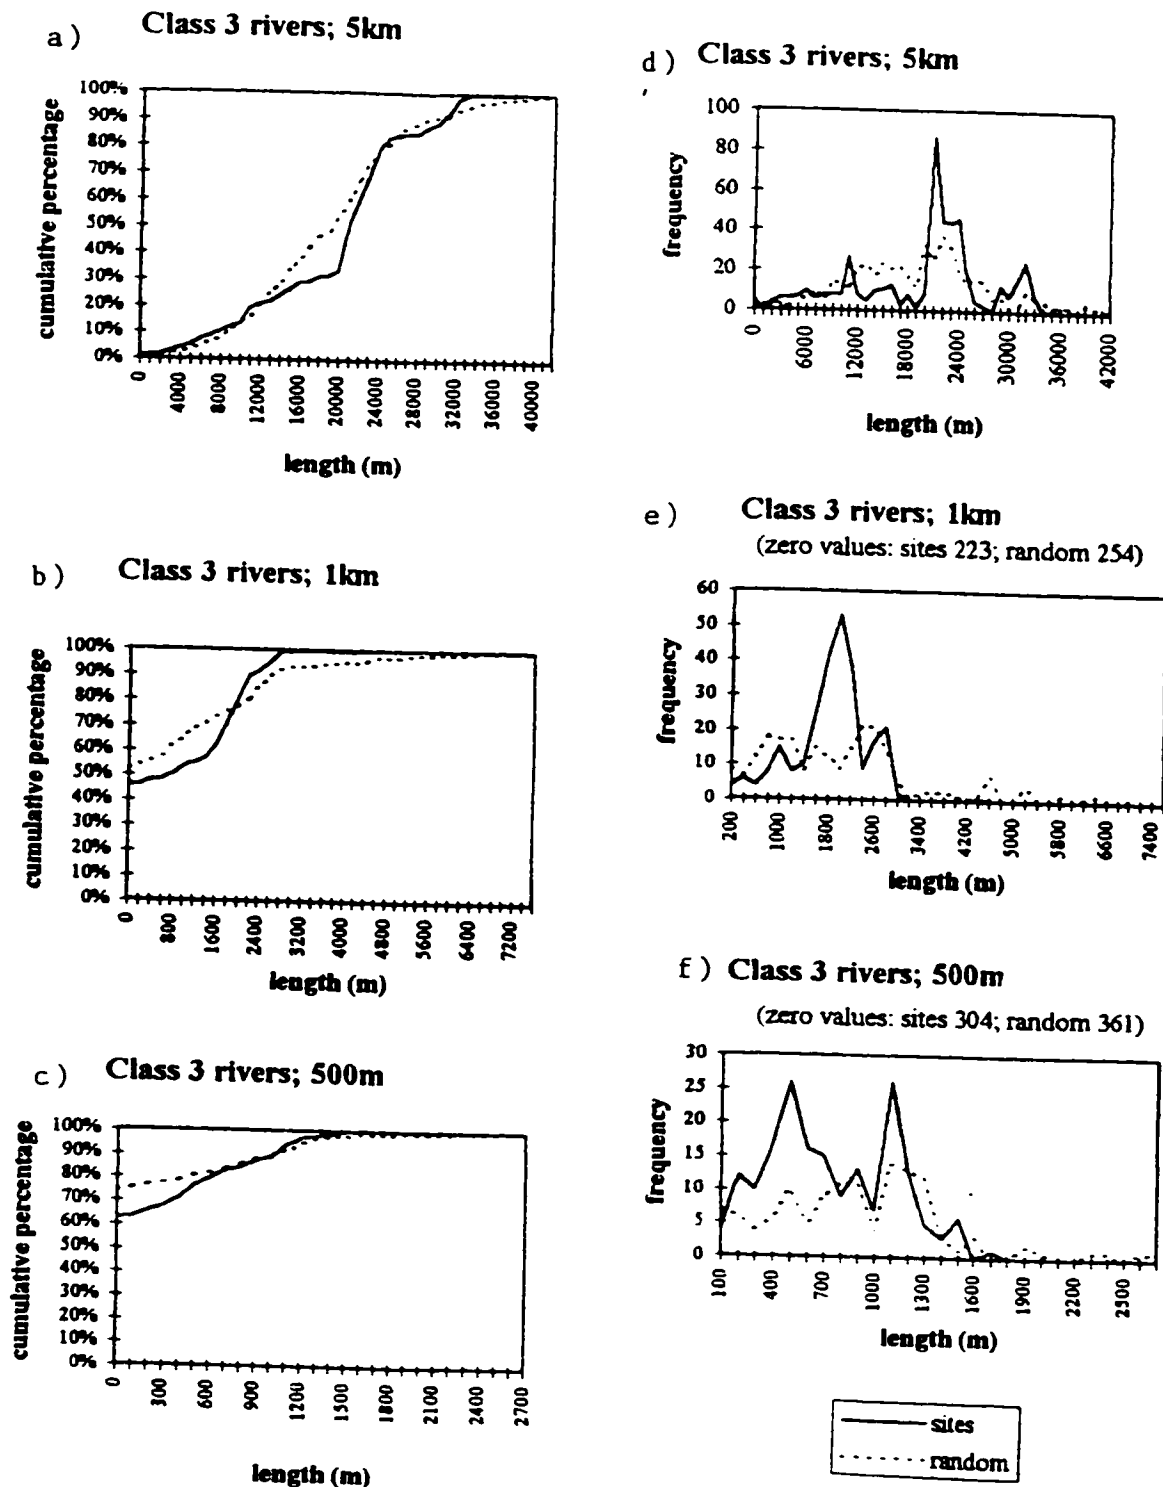 a) Class 3 rivers; 5km
cumulative percentage
100%
90%
80%
70%
60%
50%
40%
30%
20%
10%
0%
0 4000 8000 12000 16000 20000 24000 28000 32000 36000 40000
length (m)
b) Class 3 rivers; 1km
cumulative percentage
100%
90%
80%
70%
60%
50%
40%
30%
20%
10%
0%
0 800 1600 2400 3200 4000 4800 5600 6400 7200
length (m)
c) Class 3 rivers; 500m
cumulative percentage
100%
90%
80%
70%
60%
50%
40%
30%
20%
10%
0%
0 300 600 900 1200 1500 1800 2100 2400 2700
length (m)
d) Class 3 rivers; 5km
frequency
100
80
60
40
20
0
0 6000 12000 18000 24000 30000 36000 42000
length (m)
e) Class 3 rivers; 1km
(zero values: sites 223; random 254)
frequency
60
50
40
30
20
10
0
200 1000 1800 2600 3400 4200 5000 5800 6600 7400
length (m)
f) Class 3 rivers; 500m
(zero values: sites 304; random 361)
frequency
30
25
20
15
10
5
0
100 400 700 1000 1300 1600 1900 2200 2500
length (m)
sites
random